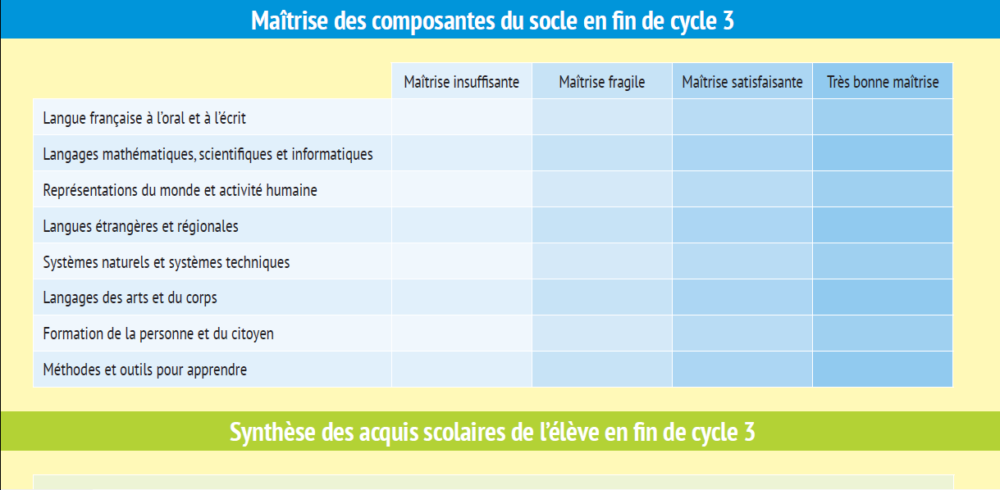 Maîtrise des composantes du socle en fin de cycle 3
Maîtrise insuffisante Maîtrise fragile Maîtrise satisfaisante Très bonne maîtrise
Langue française à l'oral et à l'écrit
Langages mathématiques, scientifiques et informatiques
Représentations du monde et activité humaine
Langues étrangères et régionales
Systèmes naturels et systèmes techniques
Langages des arts et du corps
Formation de la personne et du citoyen
Méthodes et outils pour apprendre
Synthèse des acquis scolaires de l'élève en fin de cycle 3